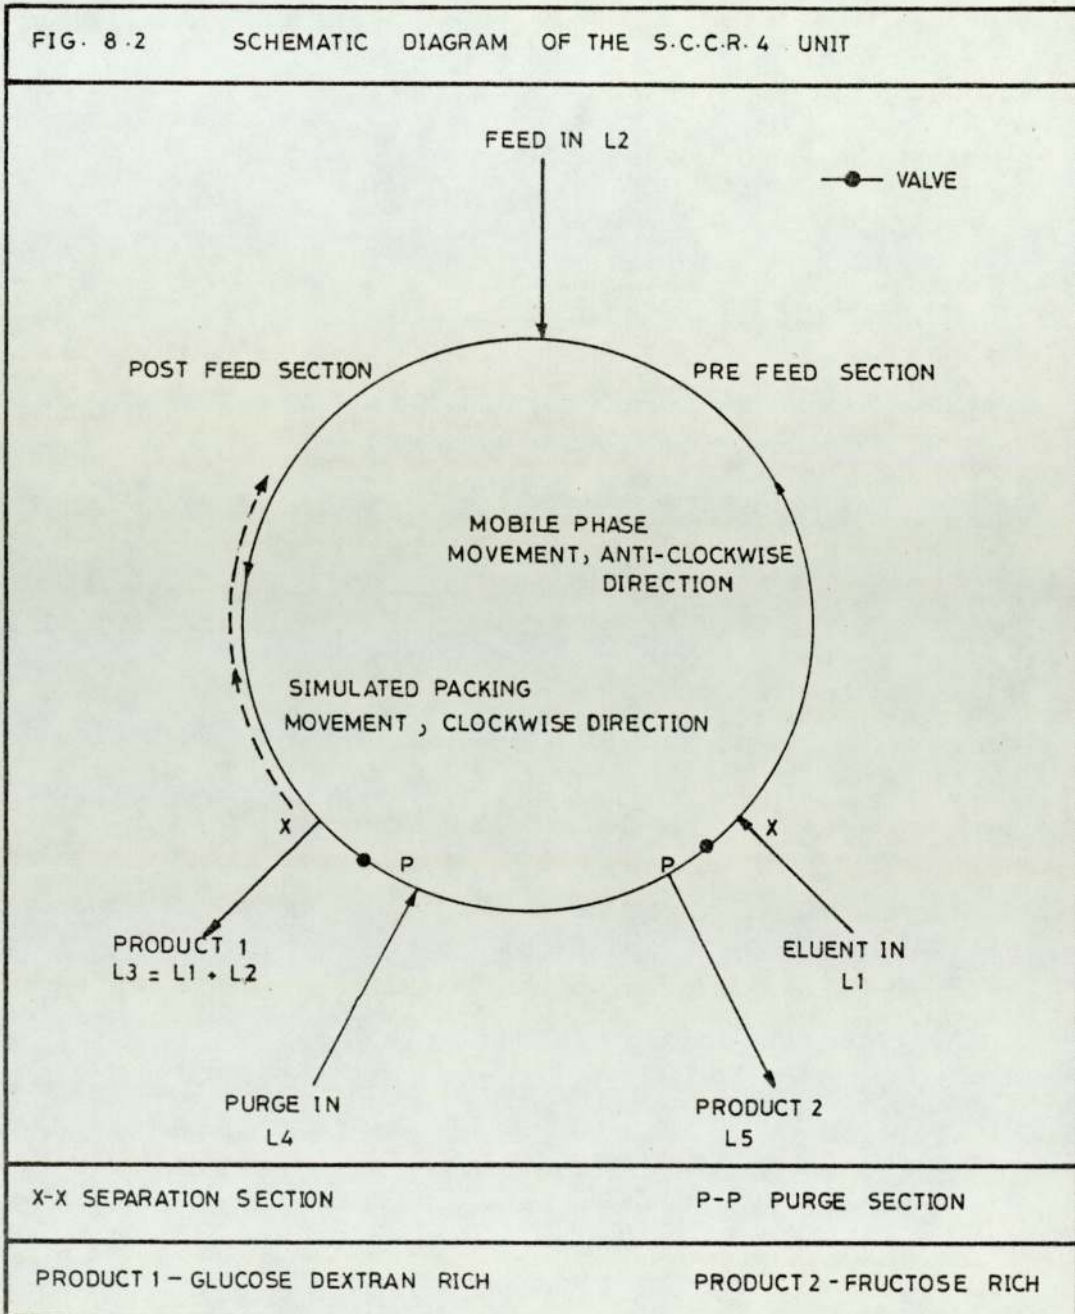 FIG. 8.2 SCHEMATIC DIAGRAM OF THE S.C.C.R. 4 UNIT
FEED IN L2
VALVE
POST FEED SECTION
PRE FEED SECTION
MOBILE PHASE
MOVEMENT, ANTI-CLOCKWISE
DIRECTION
SIMULATED PACKING
MOVEMENT, CLOCKWISE DIRECTION
X
X
P
P
PRODUCT 1
L3 = L1 + L2
ELUENT IN
L1
PURGE IN
L4
PRODUCT 2
L5
X-X SEPARATION SECTION
P-P PURGE SECTION
PRODUCT 1 - GLUCOSE DEXTRAN RICH
PRODUCT 2 - FRUCTOSE RICH